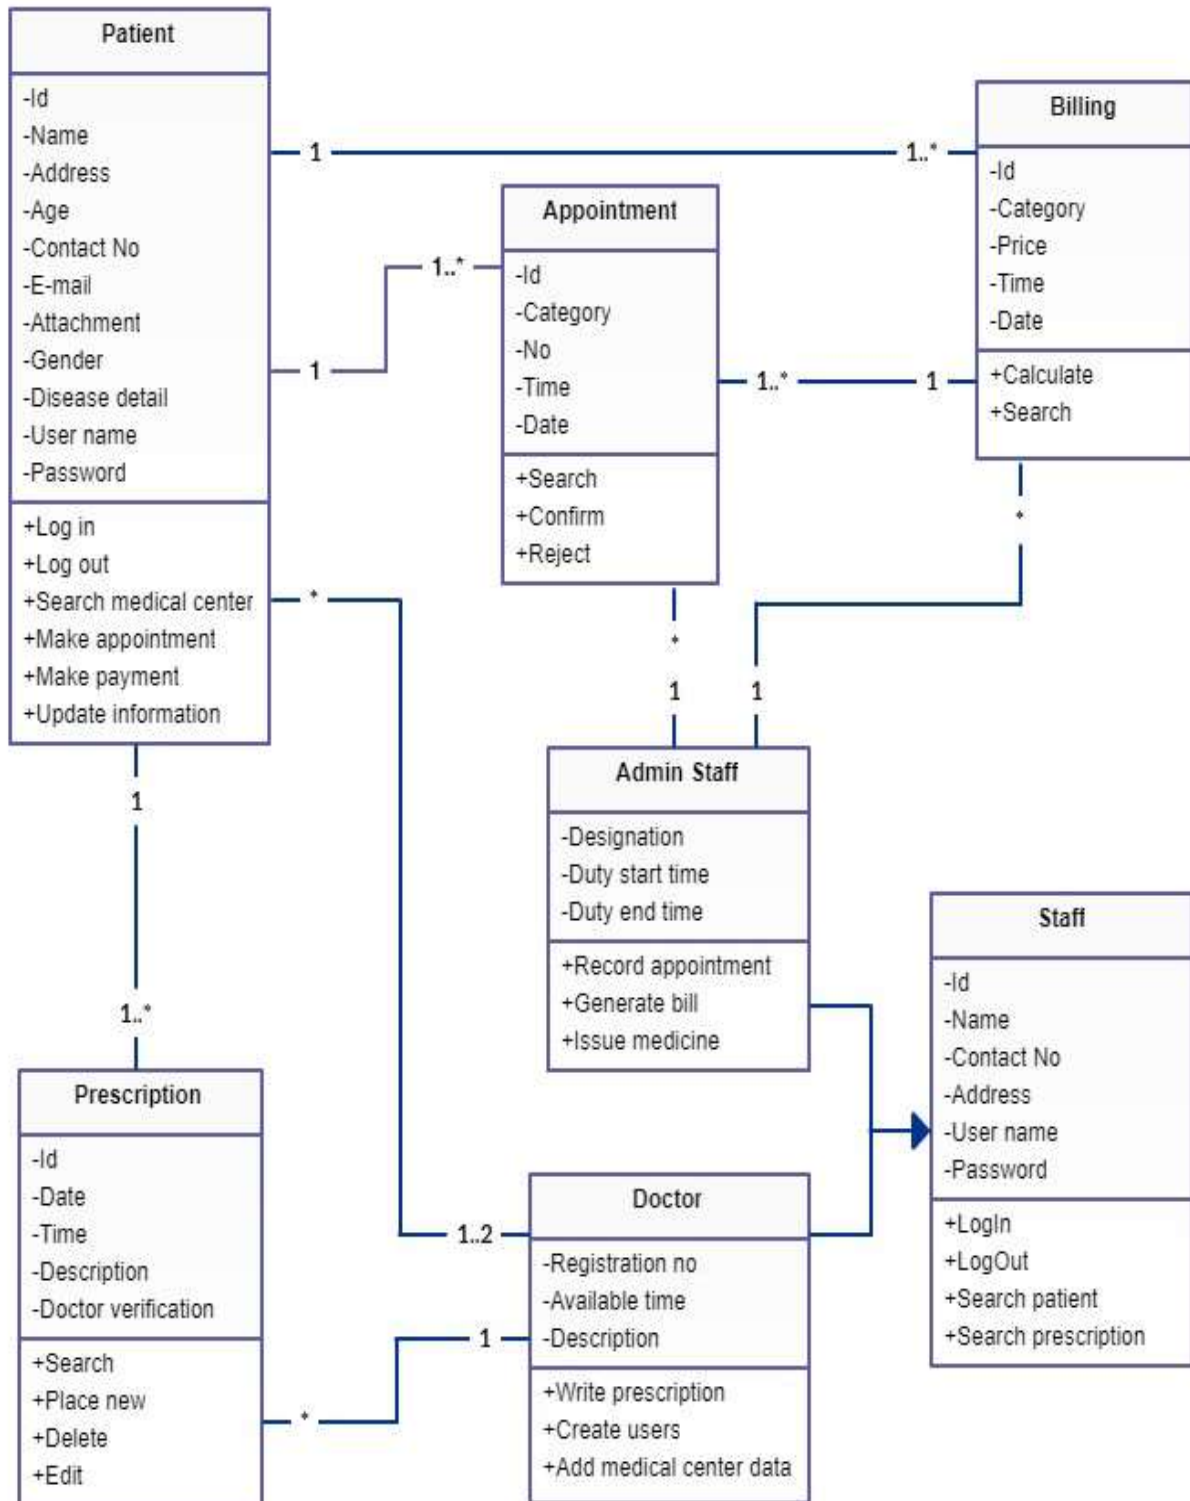 Patient
-Id
-Name
-Address
-Age
-Contact No
-E-mail
-Attachment
-Gender
-Disease detail
-User name
-Password
+Log in
+Log out
+Search medical center
+Make appointment
+Make payment
+Update information
1
1..*
Billing
-Id
-Category
-Price
-Time
-Date
+Calculate
+Search
1
1..*
Appointment
-Id
-Category
-No
-Time
-Date
+Search
+Confirm
+Reject
1..*
1
*
1
*
1
Admin Staff
-Designation
-Duty start time
-Duty end time
+Record appointment
+Generate bill
+Issue medicine
Staff
-Id
-Name
-Contact No
-Address
-User name
-Password
+LogIn
+LogOut
+Search patient
+Search prescription
*
1..2
1
1..*
Prescription
-Id
-Date
-Time
-Description
-Doctor verification
+Search
+Place new
+Delete
+Edit
*
1
Doctor
-Registration no
-Available time
-Description
+Write prescription
+Create users
+Add medical center data